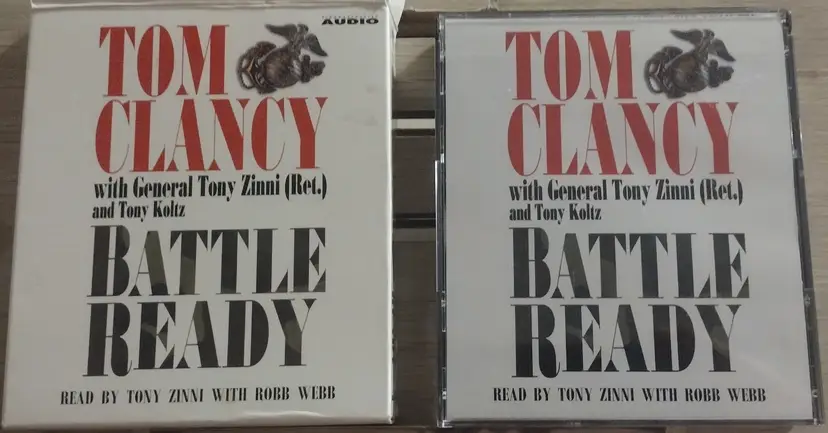 AUDIO
TOM
CLANCY
with General Tony Zinni (Ret.)
and Tony Koltz
BATTLE
READY
READ BY TONY ZINNI WITH ROBB WEBB
TOM
CLANCY
with General Tony Zinni (Ret.)
and Tony Koltz
BATTLE
READY
READ BY TONY ZINNI WITH ROBB WEBB